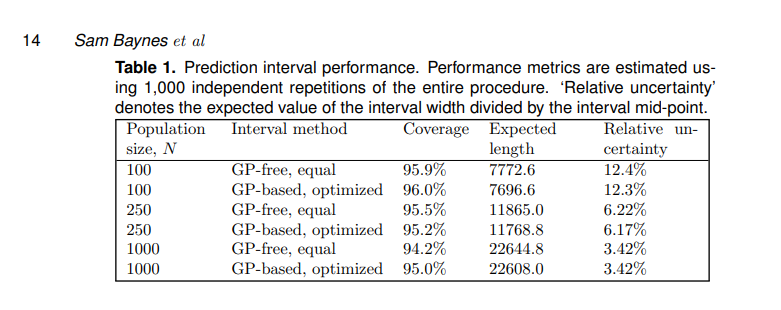 14 Sam Baynes et al
Table 1. Prediction interval performance. Performance metrics are estimated us-
ing 1,000 independent repetitions of the entire procedure. ‘Relative uncertainty’
denotes the expected value of the interval width divided by the interval mid-point.
Population Interval method Coverage Expected Relative un-
size, N length certainty
100 GP-free, equal 95.9% 7772.6 12.4%
100 GP-based, optimized 96.0% 7696.6 12.3%
250 GP-free, equal 95.5% 11865.0 6.22%
250 GP-based, optimized 95.2% 11768.8 6.17%
1000 GP-free, equal 94.2% 22644.8 3.42%
1000 GP-based, optimized 95.0% 22608.0 3.42%